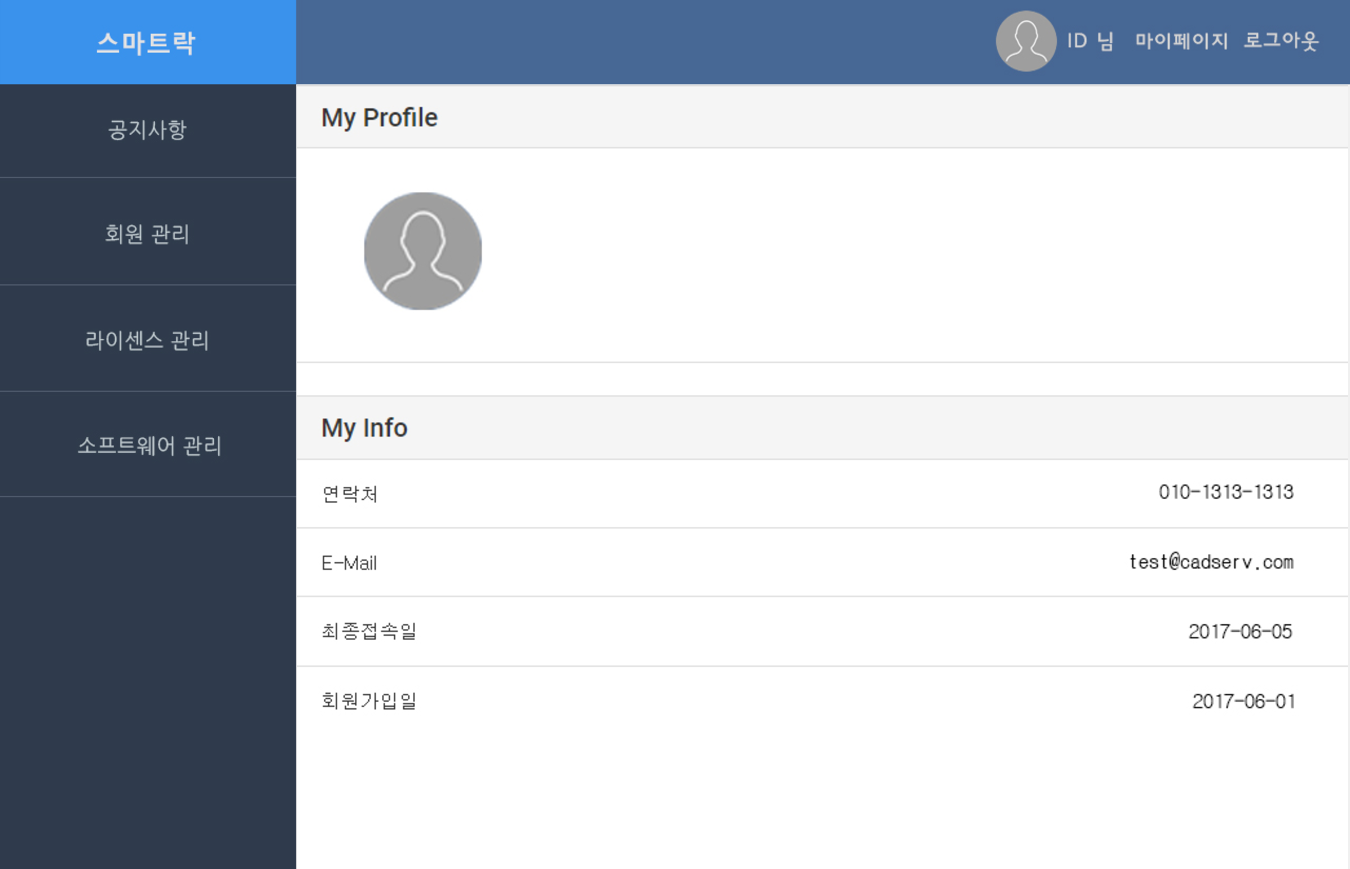 스마트락
ID 님 마이페이지 로그아웃
공지사항
회원 관리
라이센스 관리
소프트웨어 관리
My Profile
My Info
연락처 010-1313-1313
E-Mail test@cadserv.com
최종접속일 2017-06-05
회원가입일 2017-06-01